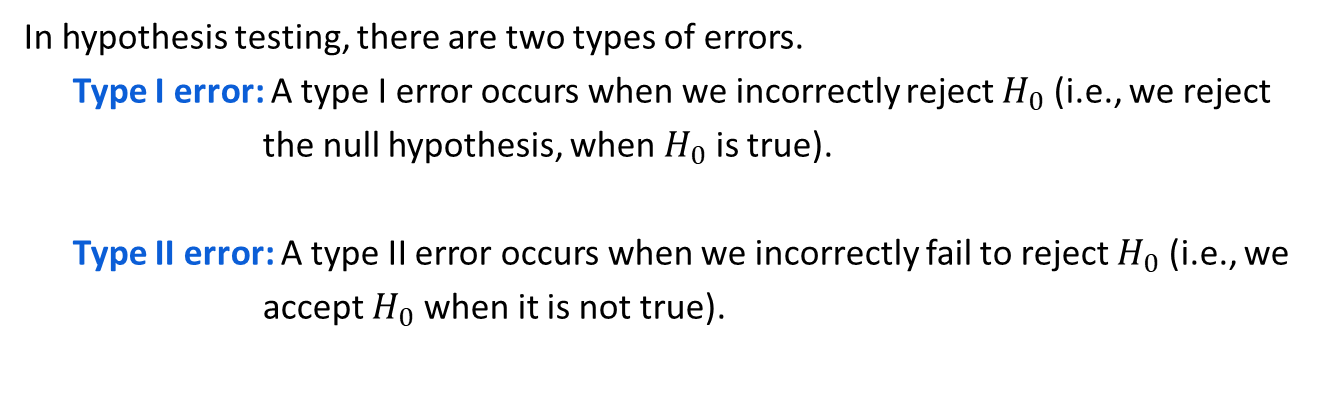 In hypothesis testing, there are two types of errors.
Type I error: A type I error occurs when we incorrectly reject H₀ (i.e., we reject
the null hypothesis, when H₀ is true).
Type II error: A type II error occurs when we incorrectly fail to reject H₀ (i.e., we
accept H₀ when it is not true).